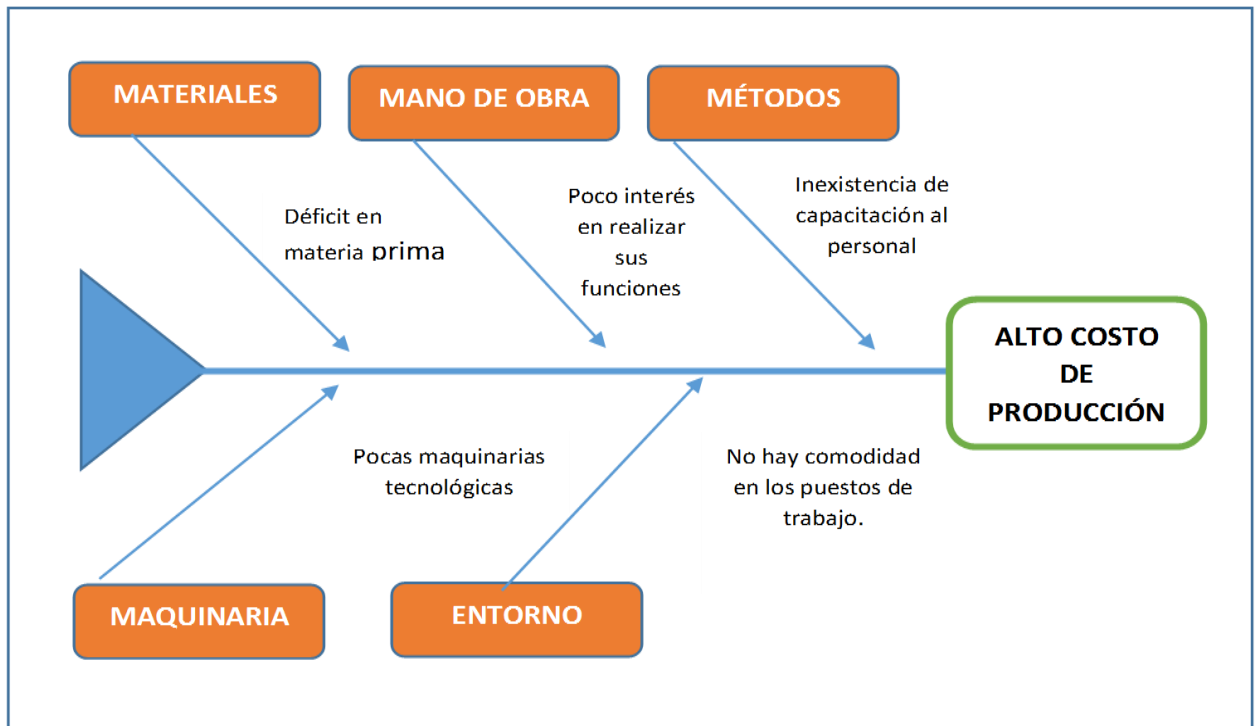 MATERIALES
MANO DE OBRA
MÉTODOS
Déficit en
materia prima
Poco interés
en realizar
sus
funciones
Inexistencia de
capacitación al
personal
ALTO COSTO
DE
PRODUCCIÓN
Pocas maquinarias
tecnológicas
No hay comodidad
en los puestos de
trabajo.
MAQUINARIA
ENTORNO